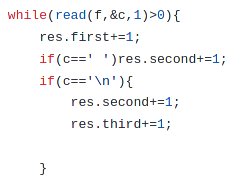 while(read(f,&c,1)>0){
    res.first+=1;
    if(c==' ')res.second+=1;
    if(c=='\n'){
        res.second+=1;
        res.third+=1;

    }